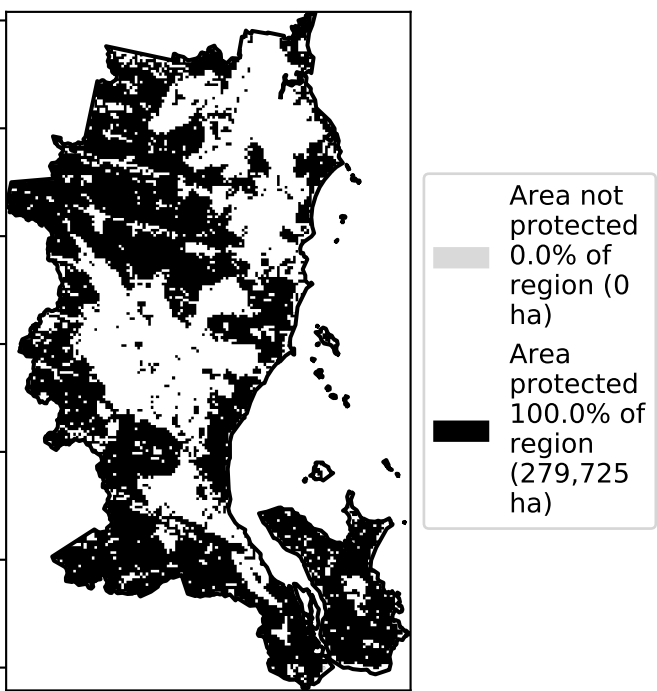 Area not
protected
0.0% of
region (0
ha)
Area
protected
100.0% of
region
(279,725
ha)